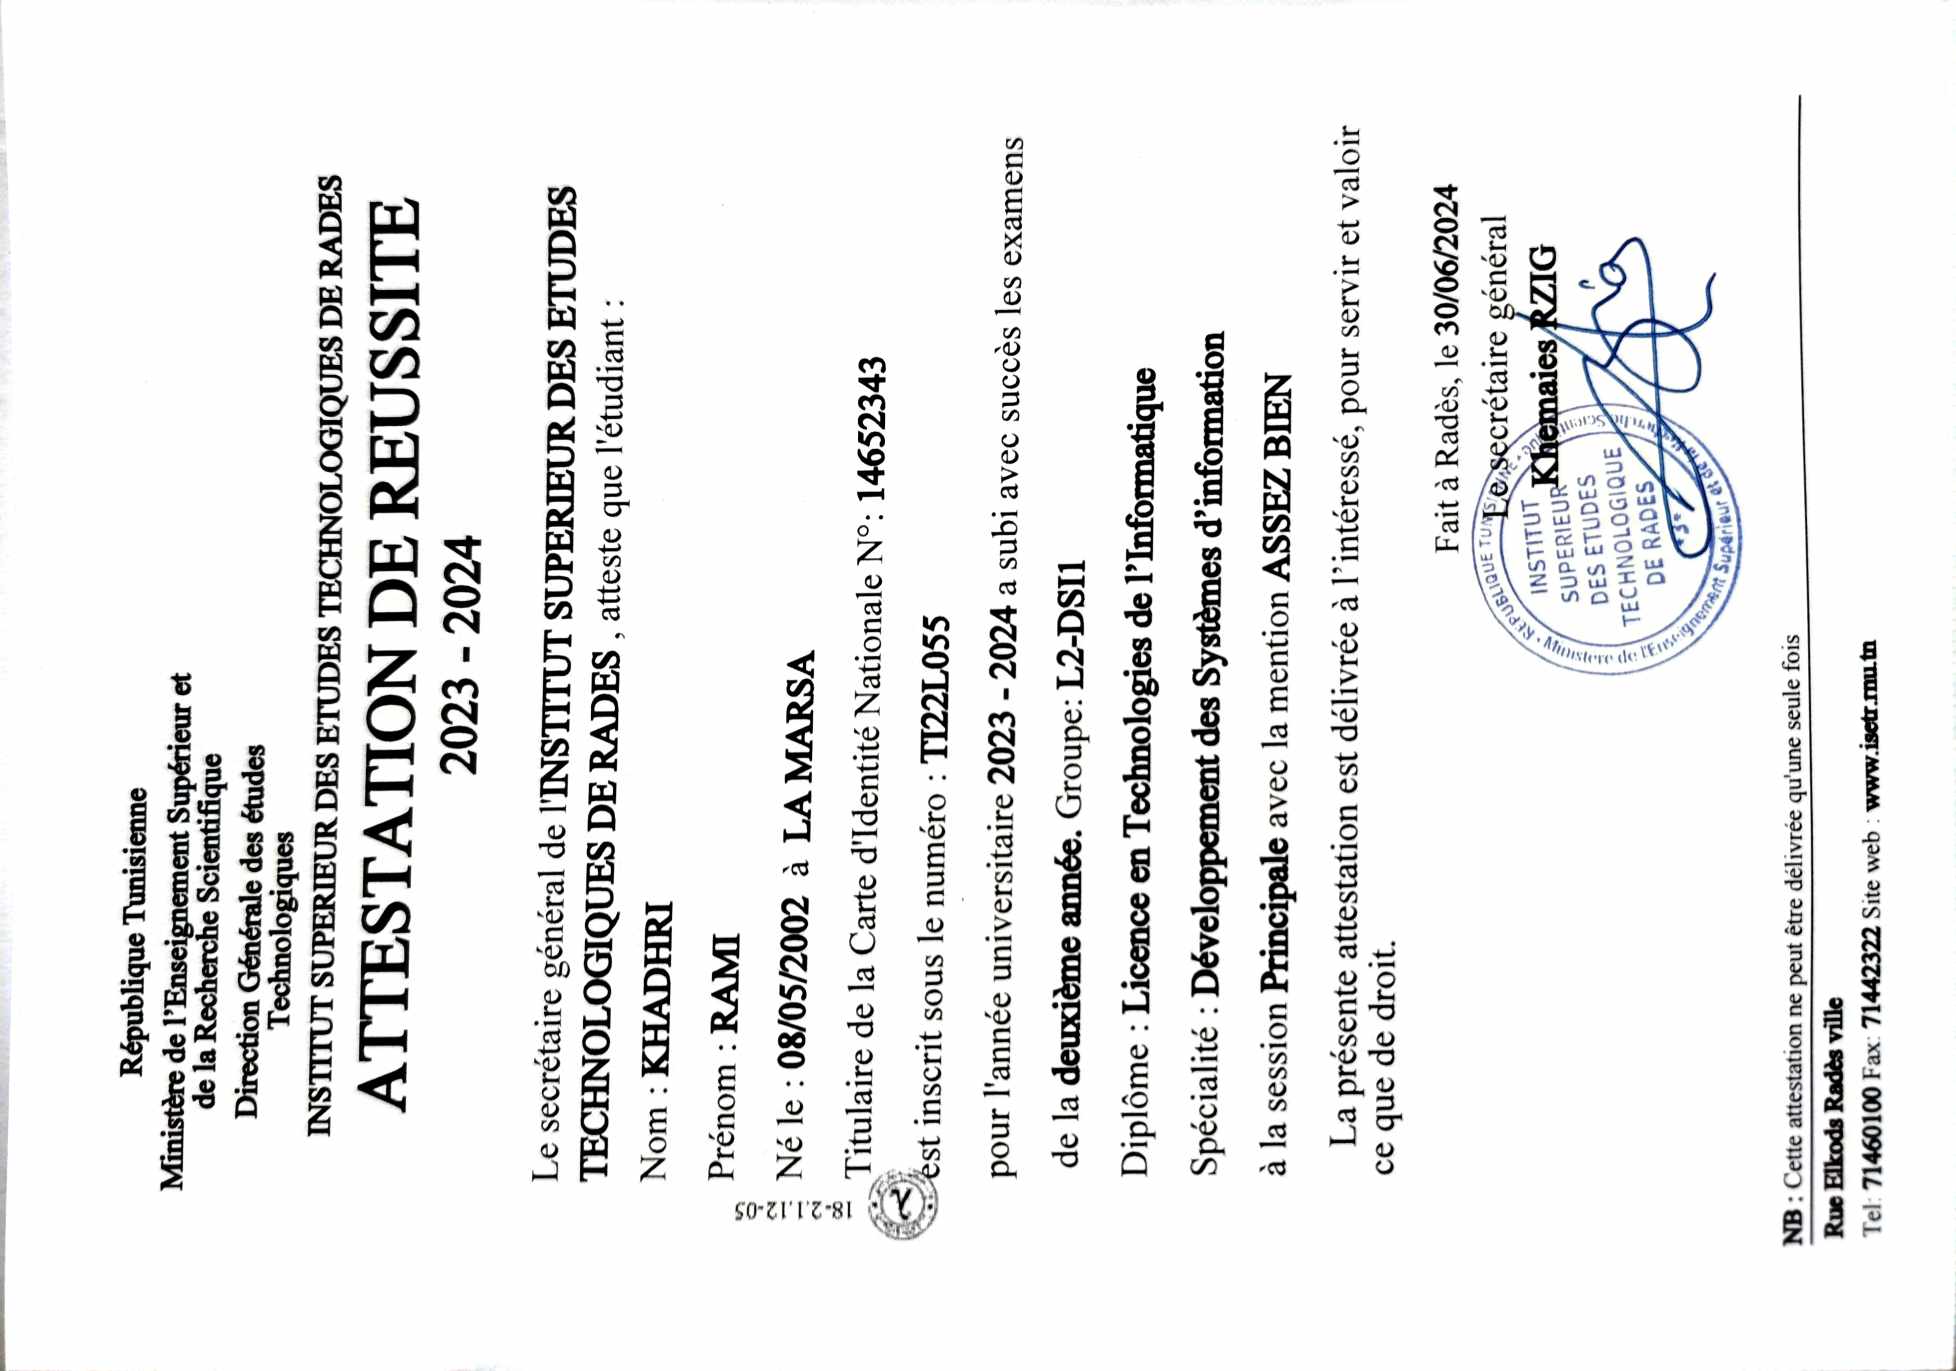 République Tunisienne
Ministère de l'Enseignement Supérieur et
de la Recherche Scientifique
Direction Générale des études
Technologiques
INSTITUT SUPERIEUR DES ETUDES TECHNOLOGIQUES DE RADES
ATTESTATION DE REUSSITE
2023 - 2024
Le secrétaire général de l'INSTITUT SUPERIEUR DES ETUDES
TECHNOLOGIQUES DE RADES , atteste que l'étudiant :
Nom : KHADHRI
Prénom : RAMI
Né le : 08/05/2002 à LA MARSA
Titulaire de la Carte d'Identité Nationale N°: 14652343
est inscrit sous le numéro : TI22L055
pour l'année universitaire 2023 - 2024 a subi avec succès les examens
de la deuxième année. Groupe: L2-DSI1
Diplôme : Licence en Technologies de l'Informatique
Spécialité : Développement des Systèmes d'information
à la session Principale avec la mention ASSEZ BIEN
La présente attestation est délivrée à l'intéressé, pour servir et valoir
ce que de droit.
18-2.1.12-05
Fait à Radès, le 30/06/2024
Le secrétaire général
Khemaies RZIG
REPUBLIQUE TUNISIENNE
Ministère de l'Enseignement Supérieur et de la Recherche Scientifique
INSTITUT
SUPERIEUR
DES ETUDES
TECHNOLOGIQUE
DE RADES
NB : Cette attestation ne peut être délivrée qu'une seule fois
Rue Elkods Radès ville
Tel: 71460100 Fax: 71442322 Site web : www.isetr.rnu.tn